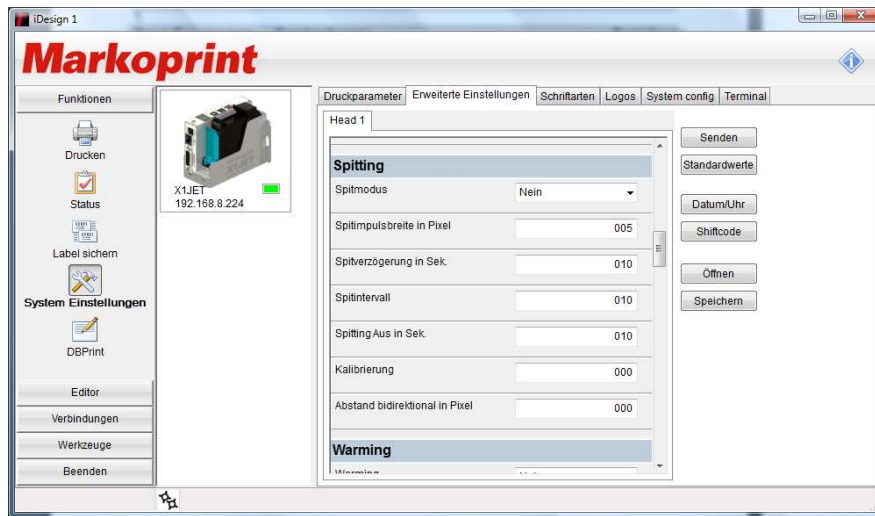 iDesign 1
Markoprint
Funktionen
Drucken
Status
Label sichern
System Einstellungen
DBPrint
Editor
Verbindungen
Werkzeuge
Beenden
X1JET
192.168.8.224
Druckparameter Erweiterte Einstellungen Schriftarten Logos System config Terminal
Head 1
Spitting
Spitmodus Nein
Spitimpulsbreite in Pixel 005
Spitverzögerung in Sek. 010
Spitintervall 010
Spitting Aus in Sek. 010
Kalibrierung 000
Abstand bidirektional in Pixel 000
Warming
Warming
Senden
Standardwerte
Datum/Uhr
Shiftcode
Öffnen
Speichern